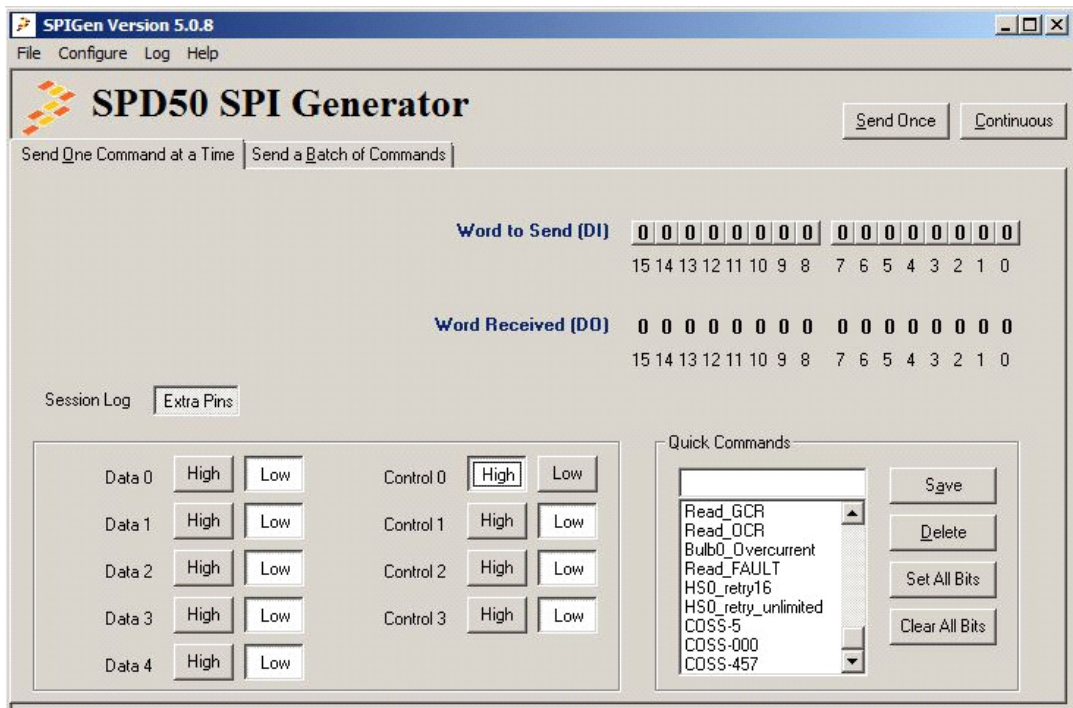 SPIGen Version 5.0.8
File Configure Log Help
SPD50 SPI Generator
Send Once Continuous
Send One Command at a Time Send a Batch of Commands
Word to Send (DI) 0 0 0 0 0 0 0 0 0 0 0 0 0 0 0 0
15 14 13 12 11 10 9 8 7 6 5 4 3 2 1 0
Word Received (DO) 0 0 0 0 0 0 0 0 0 0 0 0 0 0 0 0
15 14 13 12 11 10 9 8 7 6 5 4 3 2 1 0
Session Log Extra Pins
Data 0 High Low Control 0 High Low
Data 1 High Low Control 1 High Low
Data 2 High Low Control 2 High Low
Data 3 High Low Control 3 High Low
Data 4 High Low
Quick Commands
Read_GCR
Read_OCR
Bulb0_Overcurrent
Read_FAULT
HS0_retry16
HS0_retry_unlimited
COSS-5
COSS-000
COSS-457
Save
Delete
Set All Bits
Clear All Bits